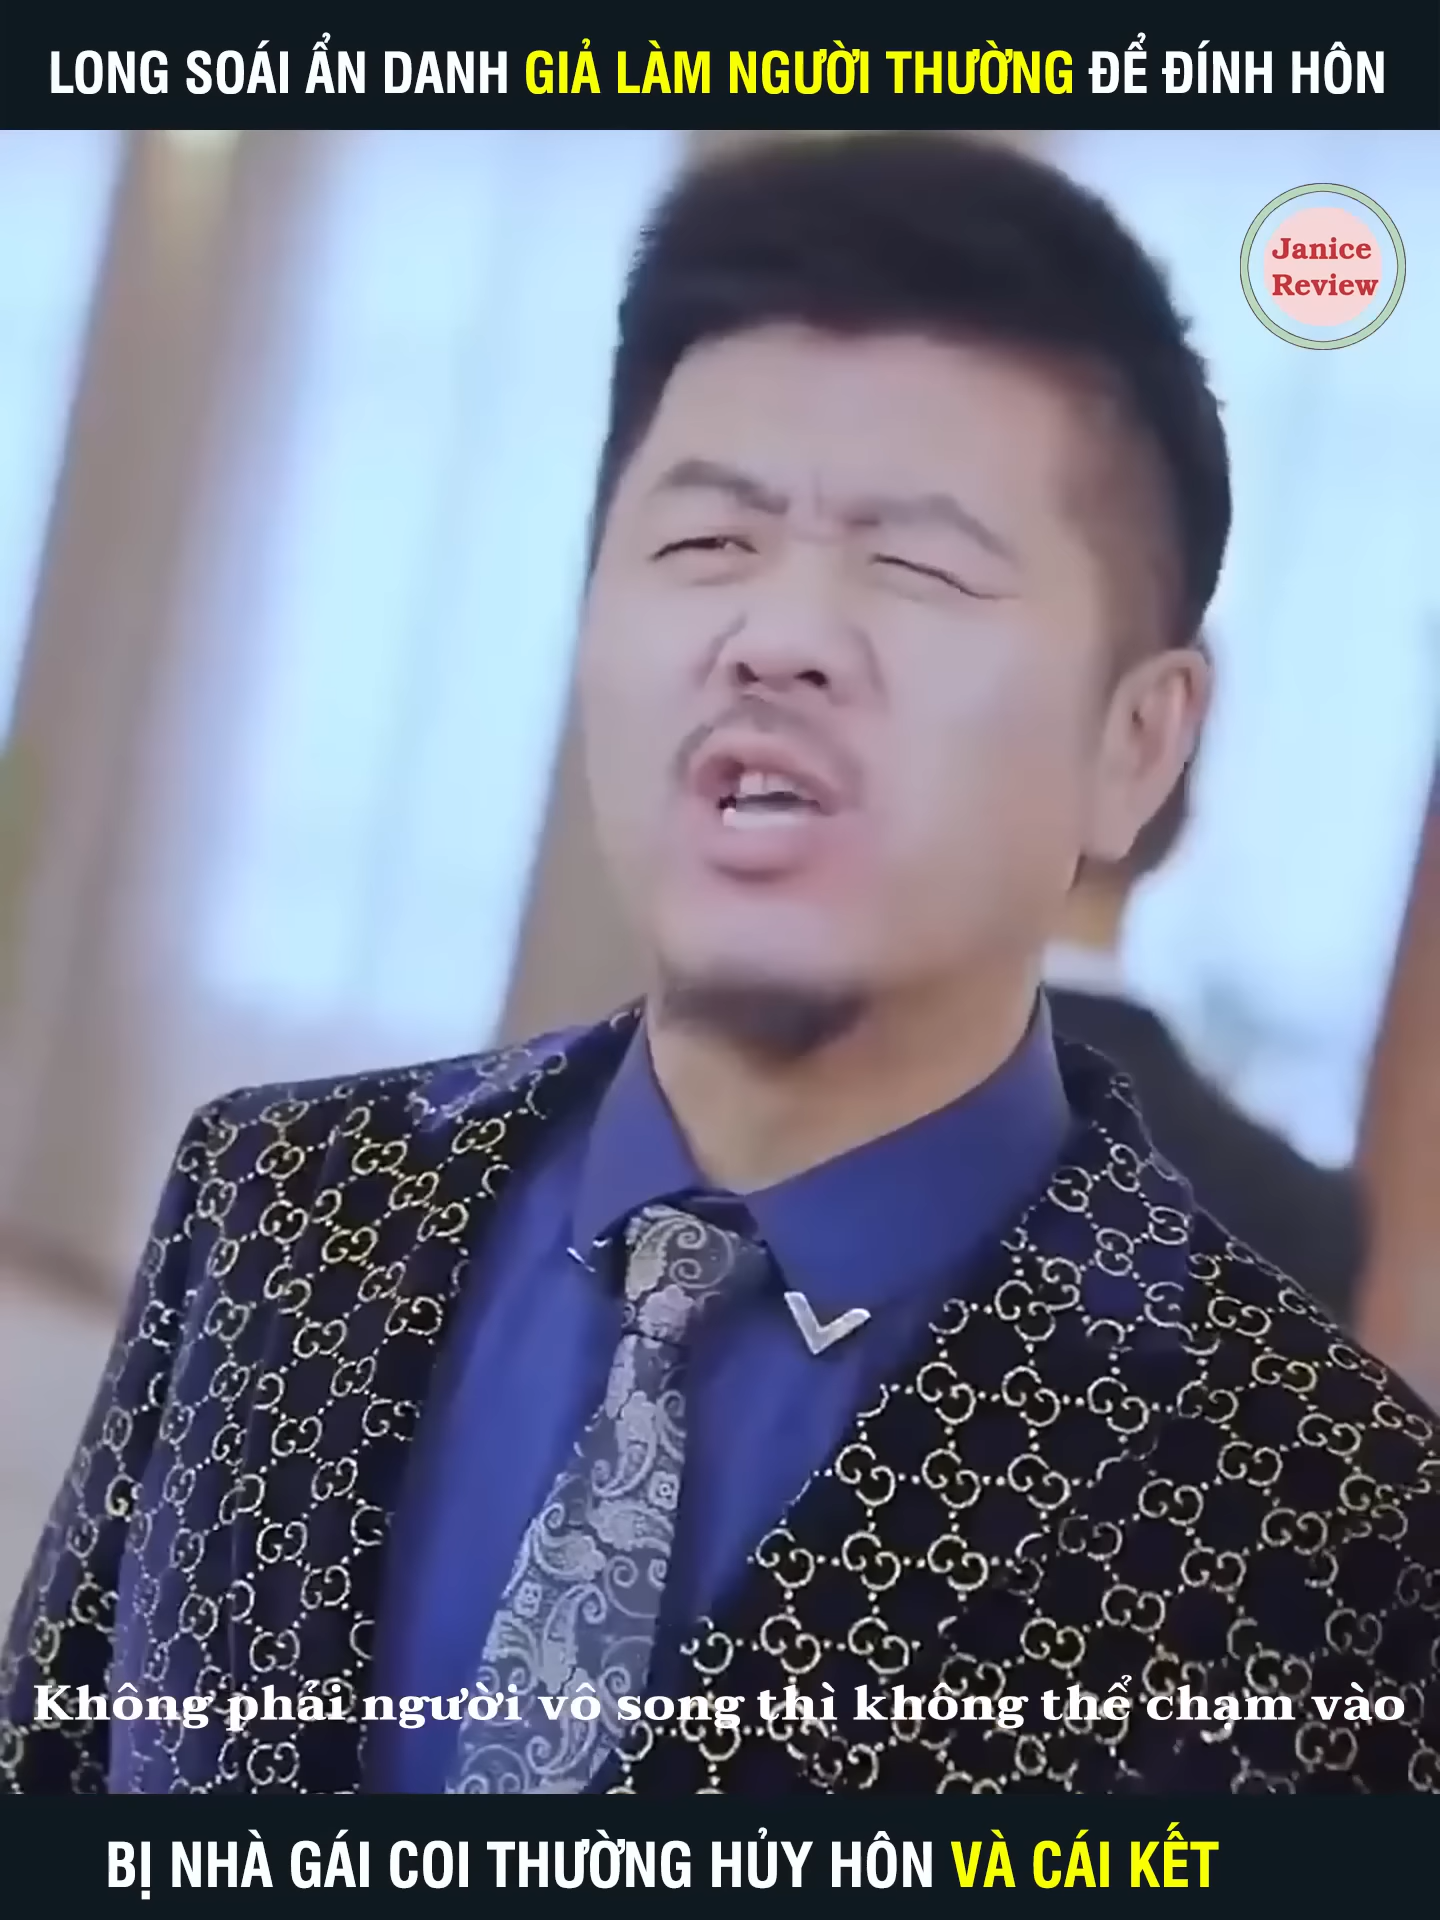 LONG SOÁI ẨN DANH GIẢ LÀM NGƯỜI THƯỜNG ĐỂ ĐÍNH HÔN
Janice
Review
Không phải người vô song thì không thể chạm vào
BỊ NHÀ GÁI COI THƯỜNG HỦY HÔN VÀ CÁI KẾT